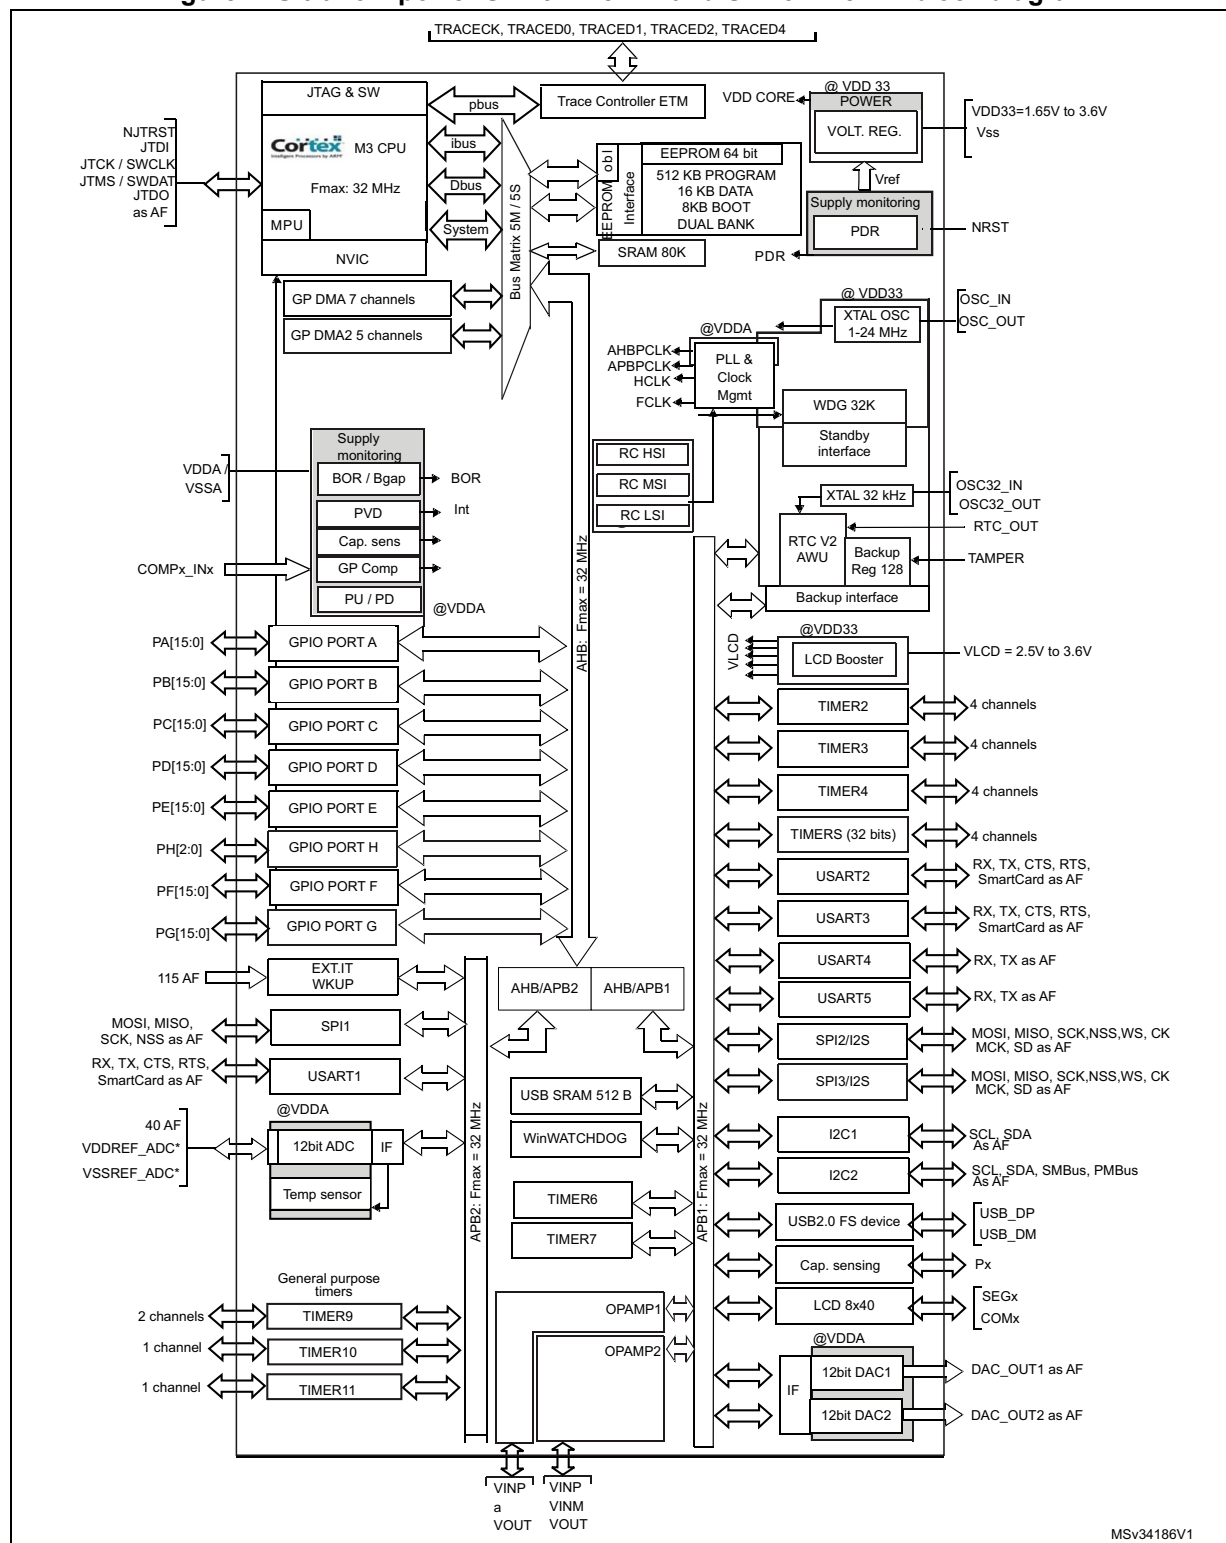 TRACECK, TRACED0, TRACED1, TRACED2, TRACED4
JTAG & SW
pbus
Trace Controller ETM
VDD CORE
@ VDD 33
POWER
VOLT. REG.
VDD33=1.65V to 3.6V
Vss
NJTRST
JTDI
JTCK / SWCLK
JTMS / SWDAT
JTDO
as AF
Cortex
M3 CPU
Fmax: 32 MHz
MPU
NVIC
ibus
Dbus
System
Bus Matrix 5M / 5S
EEPROM obl
Interface
EEPROM 64 bit
512 KB PROGRAM
16 KB DATA
8KB BOOT
DUAL BANK
SRAM 80K
Vref
Supply monitoring
PDR
NRST
PDR
GP DMA 7 channels
GP DMA2 5 channels
@ VDD33
XTAL OSC
1-24 MHz
OSC_IN
OSC_OUT
@VDDA
PLL &
Clock
Mgmt
AHBPCLK
APBPCLK
HCLK
FCLK
WDG 32K
Standby
interface
RC HSI
RC MSI
RC LSI
XTAL 32 kHz
OSC32_IN
OSC32_OUT
RTC V2
AWU
RTC_OUT
Backup
Reg 128
TAMPER
Backup interface
VDDA /
VSSA
Supply
monitoring
BOR / Bgap
BOR
PVD
Int
Cap. sens
COMPx_INx
GP Comp
PU / PD
@VDDA
AHB: Fmax = 32 MHz
PA[15:0]
GPIO PORT A
PB[15:0]
GPIO PORT B
PC[15:0]
GPIO PORT C
PD[15:0]
GPIO PORT D
PE[15:0]
GPIO PORT E
PH[2:0]
GPIO PORT H
PF[15:0]
GPIO PORT F
PG[15:0]
GPIO PORT G
@VDD33
VLCD
LCD Booster
VLCD = 2.5V to 3.6V
TIMER2
4 channels
TIMER3
4 channels
TIMER4
4 channels
TIMERS (32 bits)
4 channels
USART2
RX, TX, CTS, RTS,
SmartCard as AF
USART3
RX, TX, CTS, RTS,
SmartCard as AF
USART4
RX, TX as AF
USART5
RX, TX as AF
SPI2/I2S
MOSI, MISO, SCK,NSS,WS, CK
MCK, SD as AF
SPI3/I2S
MOSI, MISO, SCK,NSS,WS, CK
MCK, SD as AF
I2C1
SCL, SDA
As AF
I2C2
SCL, SDA, SMBus, PMBus
As AF
USB2.0 FS device
USB_DP
USB_DM
Cap. sensing
Px
LCD 8x40
SEGx
COMx
@VDDA
IF
12bit DAC1
DAC_OUT1 as AF
12bit DAC2
DAC_OUT2 as AF
115 AF
EXT.IT
WKUP
AHB/APB2
AHB/APB1
MOSI, MISO,
SCK, NSS as AF
SPI1
RX, TX, CTS, RTS,
SmartCard as AF
USART1
@VDDA
40 AF
VDDREF_ADC*
VSSREF_ADC*
12bit ADC
IF
Temp sensor
APB2: Fmax = 32 MHz
APB1: Fmax = 32 MHz
USB SRAM 512 B
WinWATCHDOG
TIMER6
TIMER7
General purpose
timers
2 channels
TIMER9
1 channel
TIMER10
1 channel
TIMER11
OPAMP1
OPAMP2
VINP
a
VOUT
VINP
VINM
VOUT
MSv34186V1